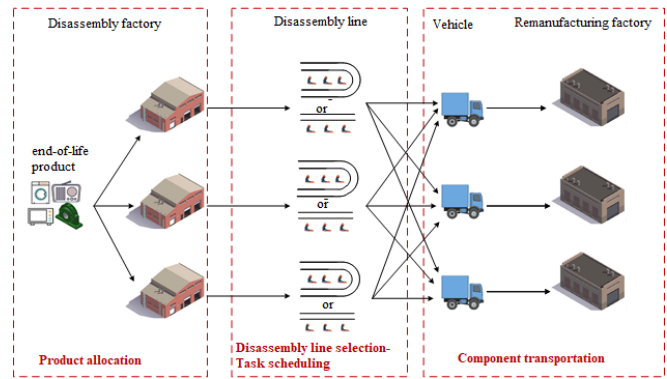 Disassembly factory
Disassembly line
Vehicle
Remanufacturing factory
end-of-life
product
or
or
or
Product allocation
Disassembly line selection-
Task scheduling
Component transportation